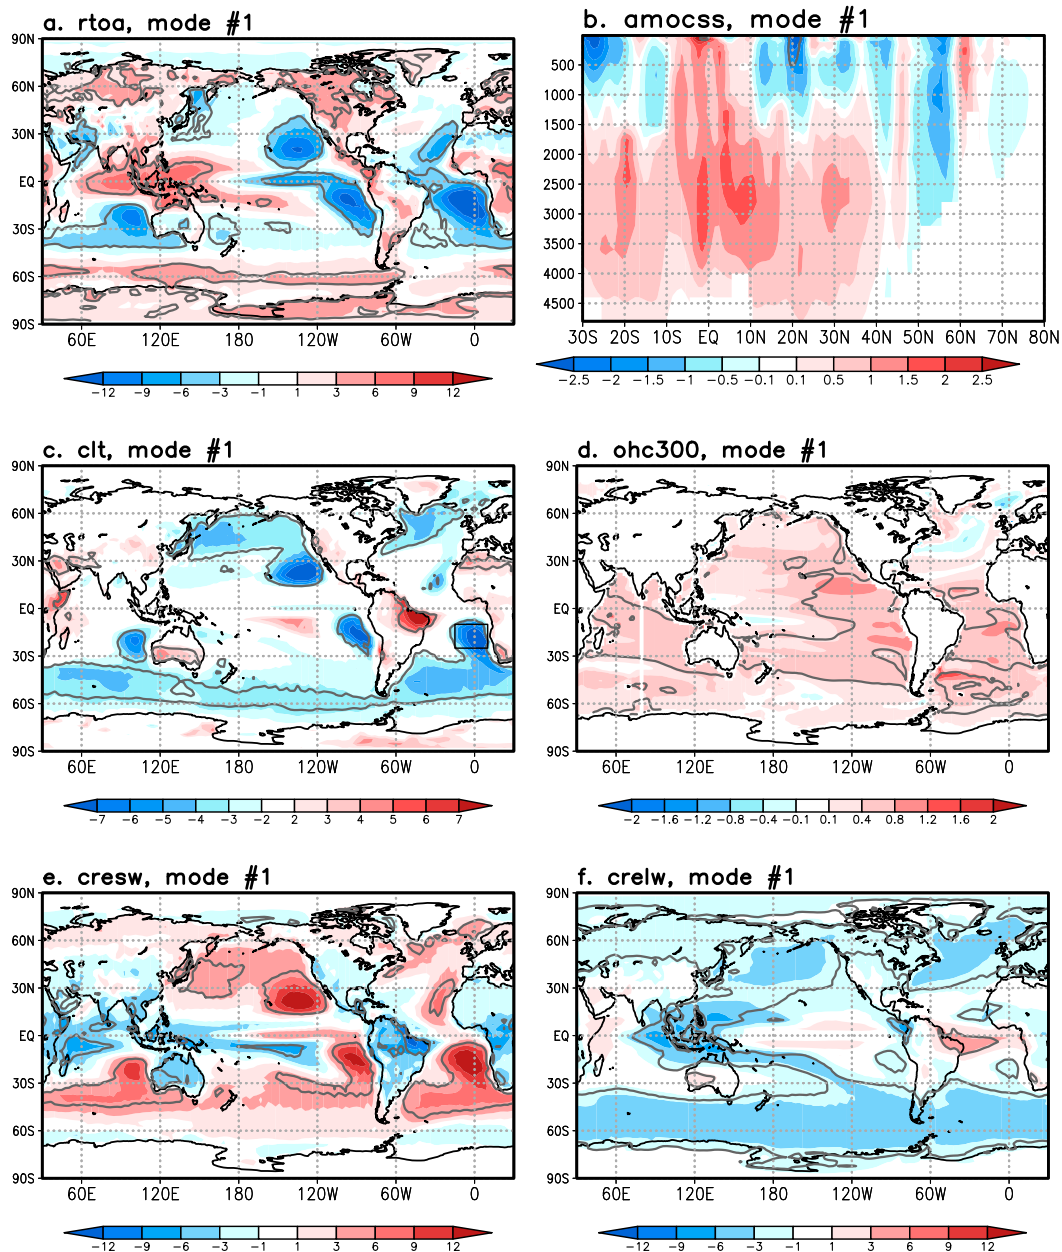 a. rtoa, mode #1
90N
60N
30N
EQ
30S
60S
90S
60E 120E 180 120W 60W 0
-12 -9 -6 -3 -1 1 3 6 9 12
b. amocss, mode #1
500
1000
1500
2000
2500
3000
3500
4000
4500
30S 20S 10S EQ 10N 20N 30N 40N 50N 60N 70N 80N
-2.5 -2 -1.5 -1 -0.5 -0.1 0.1 0.5 1 1.5 2 2.5
c. clt, mode #1
90N
60N
30N
EQ
30S
60S
90S
60E 120E 180 120W 60W 0
-7 -6 -5 -4 -3 -2 2 3 4 5 6 7
d. ohc300, mode #1
90N
60N
30N
EQ
30S
60S
90S
60E 120E 180 120W 60W 0
-2 -1.6 -1.2 -0.8 -0.4 -0.1 0.1 0.4 0.8 1.2 1.6 2
e. cresw, mode #1
90N
60N
30N
EQ
30S
60S
90S
60E 120E 180 120W 60W 0
-12 -9 -6 -3 -1 1 3 6 9 12
f. crelw, mode #1
90N
60N
30N
EQ
30S
60S
90S
60E 120E 180 120W 60W 0
-12 -9 -6 -3 -1 1 3 6 9 12